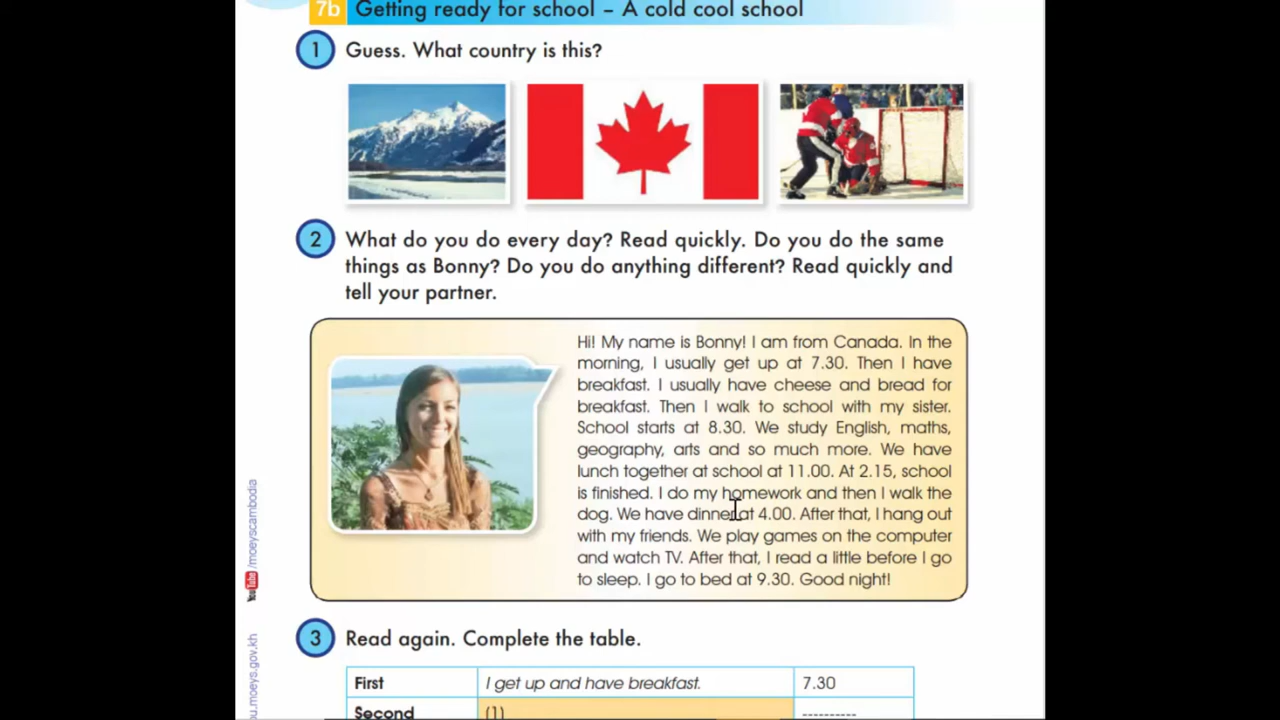 7b Getting ready for school – A cold cool school
1 Guess. What country is this?
2 What do you do every day? Read quickly. Do you do the same
things as Bonny? Do you do anything different? Read quickly and
tell your partner.
Hi! My name is Bonny! I am from Canada. In the
morning, I usually get up at 7.30. Then I have
breakfast. I usually have cheese and bread for
breakfast. Then I walk to school with my sister.
School starts at 8.30. We study English, maths,
geography, arts and so much more. We have
lunch together at school at 11.00. At 2.15, school
is finished. I do my homework and then I walk the
dog. We have dinner at 4.00. After that, I hang out
with my friends. We play games on the computer
and watch TV. After that, I read a little before I go
to sleep. I go to bed at 9.30. Good night!
YouTube /moeyscambodia
3 Read again. Complete the table.
u.moeys.gov.kh
First I get up and have breakfast. 7.30
Second (1) ----------